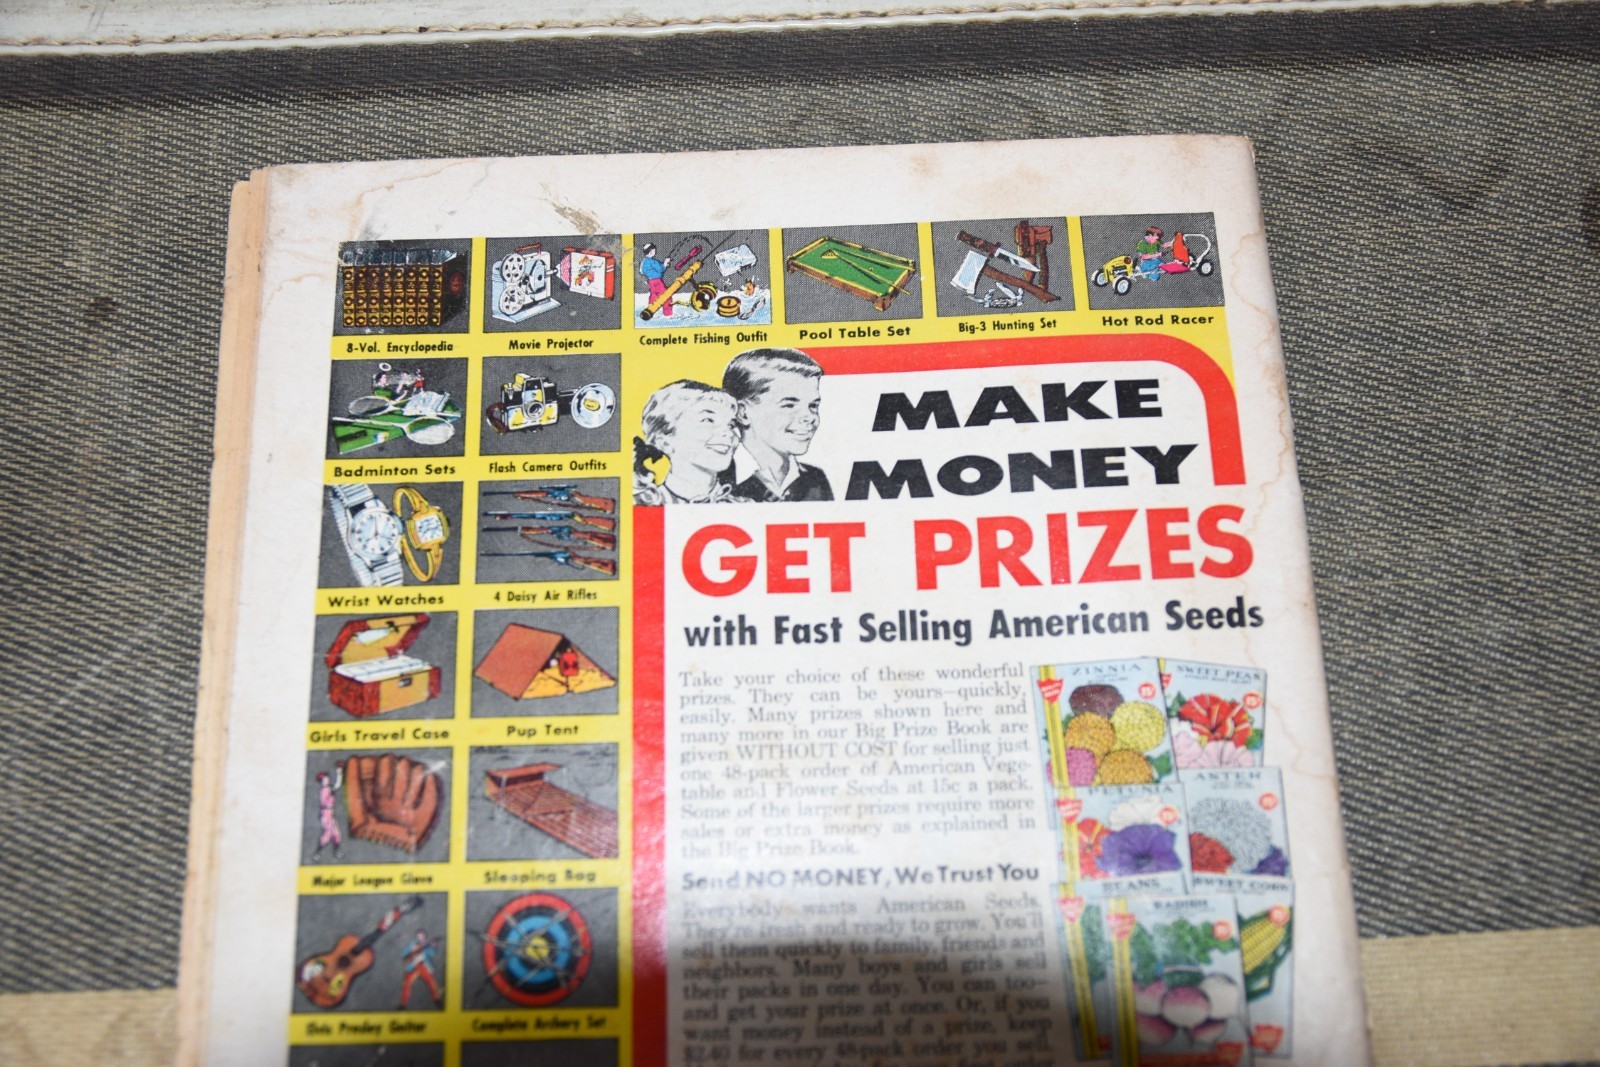 8-Vol. Encyclopedia
Movie Projector
Complete Fishing Outfit
Pool Table Set
Big-3 Hunting Set
Hot Rod Racer
Badminton Sets
Flash Camera Outfits
Wrist Watches
4 Daisy Air Rifles
Girls Travel Case
Pup Tent
Major League Glove
Sleeping Bag
Elvis Presley Guitar
Complete Archery Set
MAKE
MONEY
GET PRIZES
with Fast Selling American Seeds
Take your choice of these wonderful
prizes. They can be yours—quickly,
easily. Many prizes shown here and
many more in our Big Prize Book are
given WITHOUT COST for selling just
one 48-pack order of American Vege-
table and Flower Seeds at 15c a pack.
Some of the larger prizes require more
sales or extra money as explained in
the Big Prize Book.
Send NO MONEY, We Trust You
Everybody wants American Seeds.
They're fresh and ready to grow. You'll
sell them quickly to family, friends and
neighbors. Many boys and girls sell
their packs in one day. You can too—
and get your prize at once. Or, if you
want money instead of a prize, keep
$2.40 for every 48-pack order you sell.
ZINNIA
SWEET PEAS
PETUNIA
ASTER
BEANS
SWEET CORN
RADISH